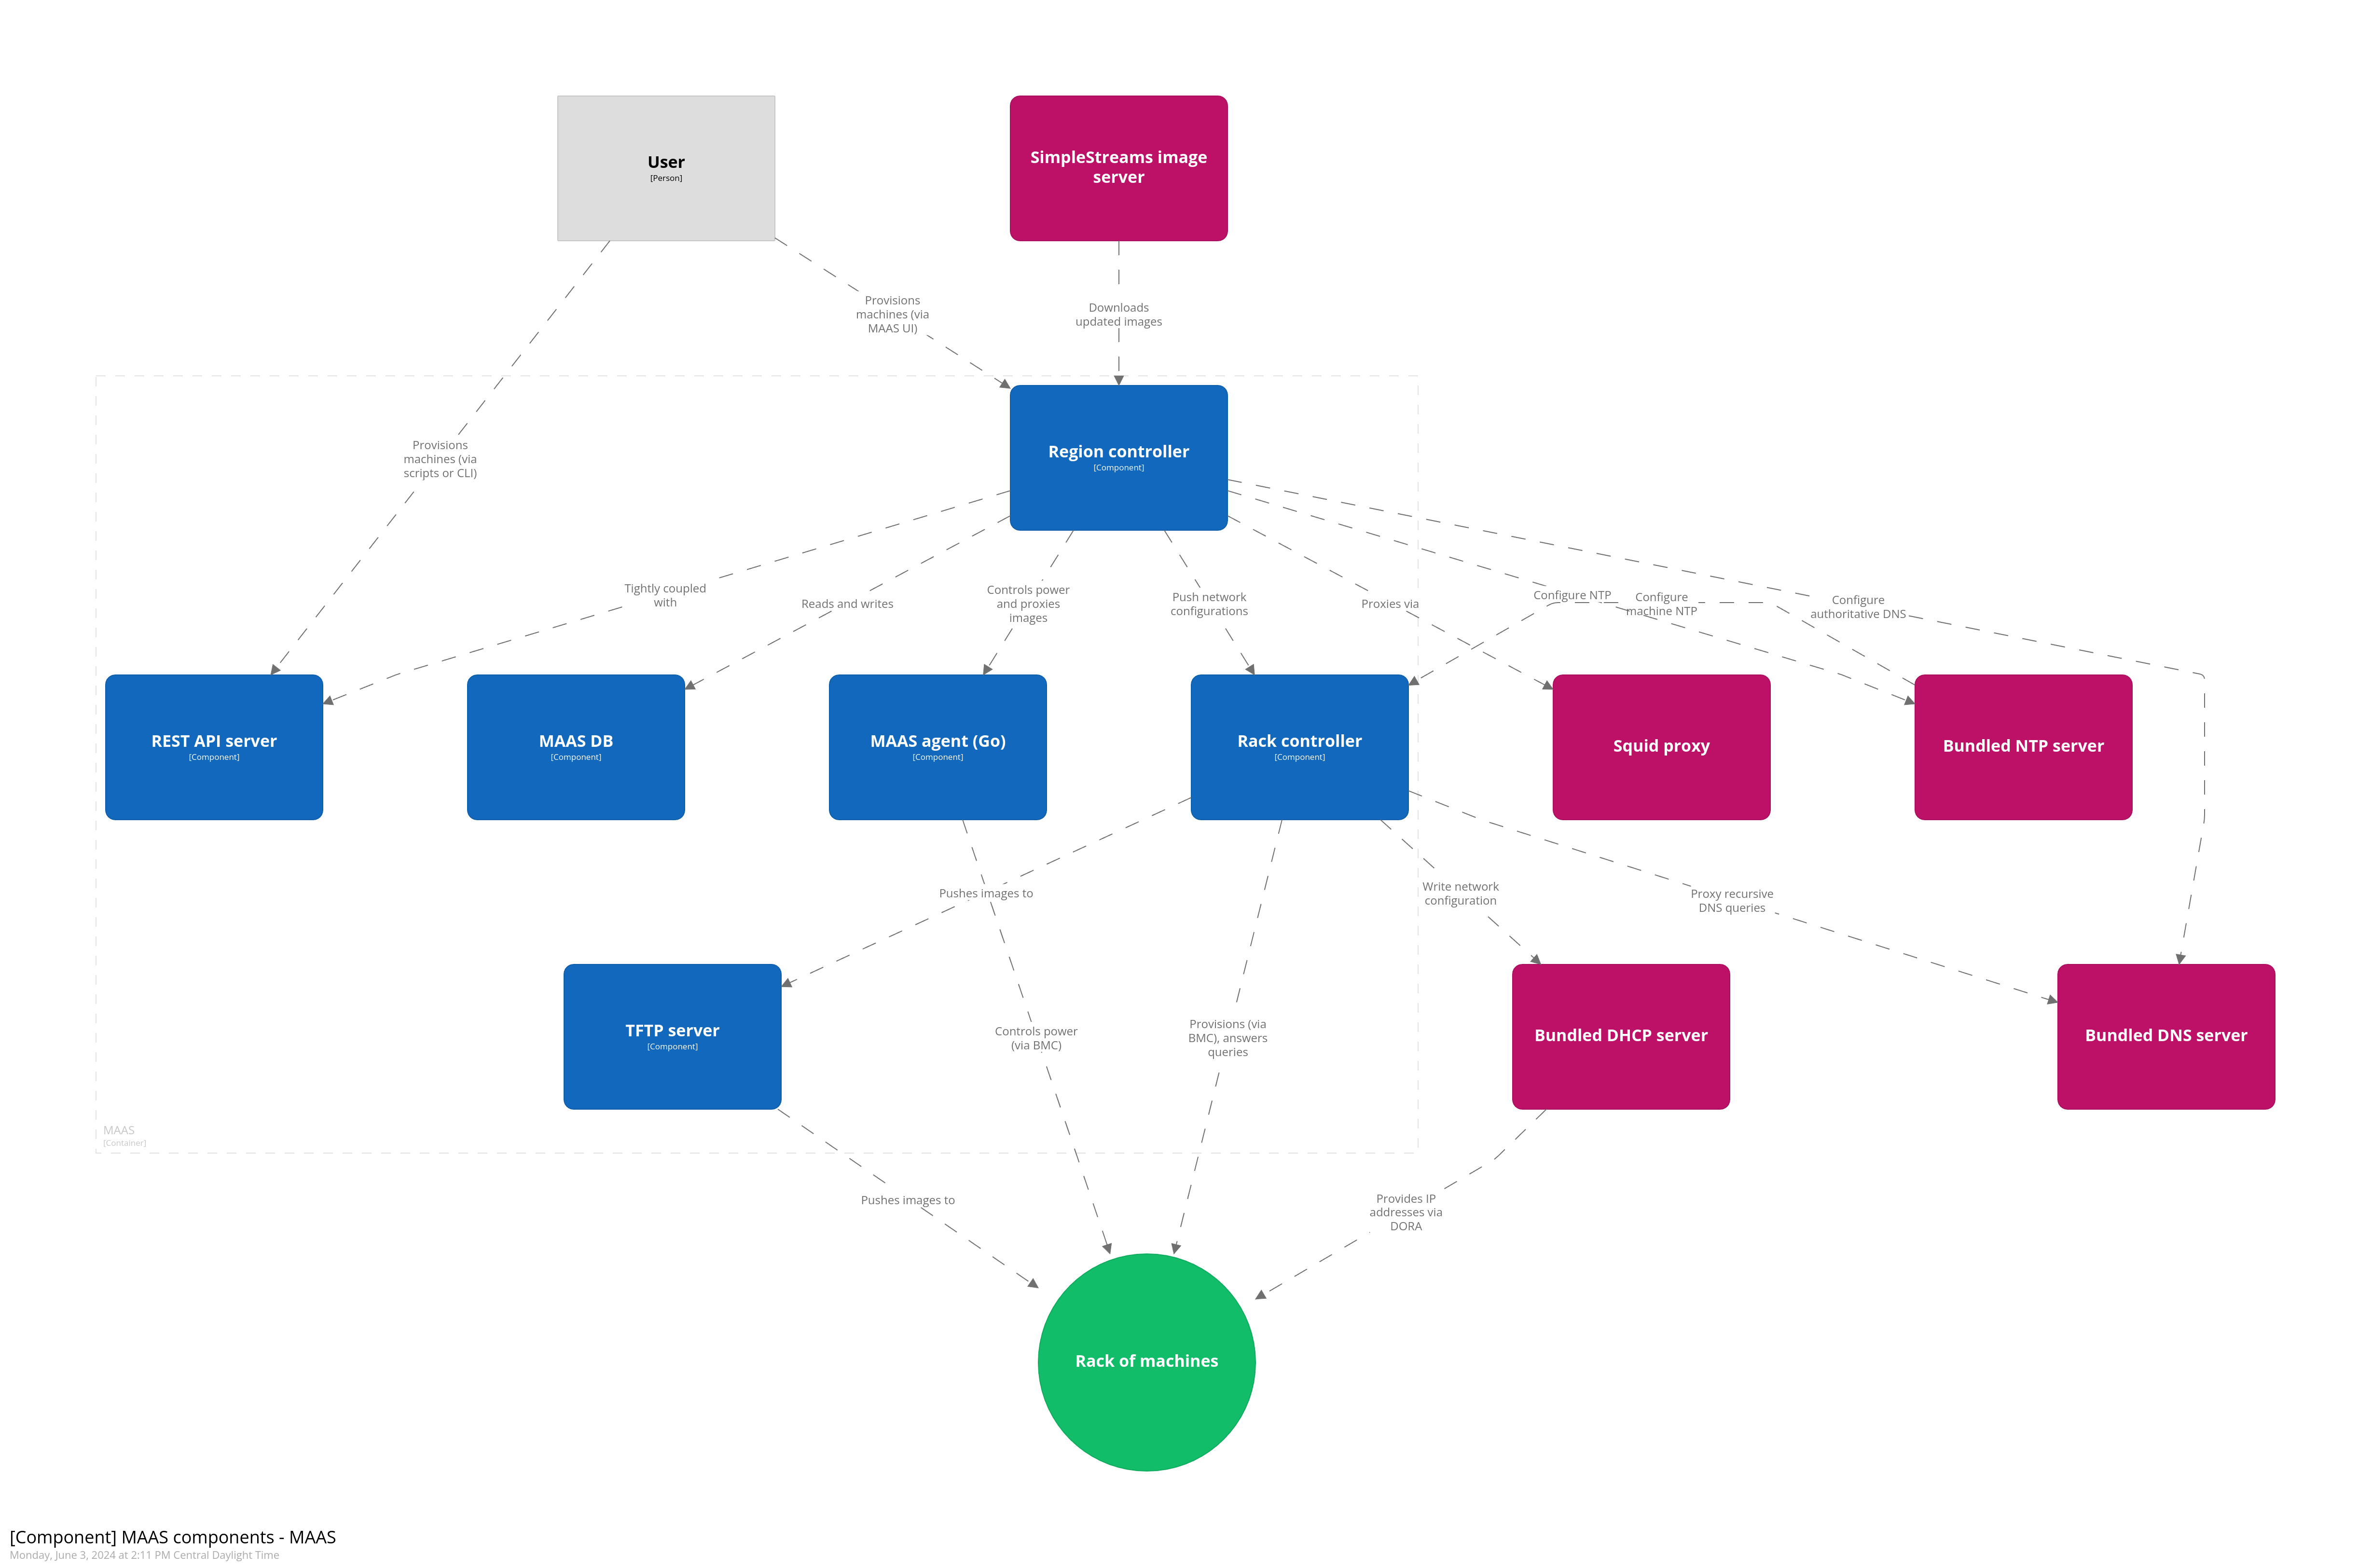 User
[Person]
SimpleStreams image
server
Provisions
machines (via
MAAS UI)
Downloads
updated images
Provisions
machines (via
scripts or CLI)
Region controller
[Component]
Tightly coupled
with
Reads and writes
Controls power
and proxies
images
Push network
configurations
Proxies via
Configure NTP
Configure
machine NTP
Configure
authoritative DNS
REST API server
[Component]
MAAS DB
[Component]
MAAS agent (Go)
[Component]
Rack controller
[Component]
Squid proxy
Bundled NTP server
Pushes images to
Write network
configuration
Proxy recursive
DNS queries
TFTP server
[Component]
Controls power
(via BMC)
Provisions (via
BMC), answers
queries
Bundled DHCP server
Bundled DNS server
MAAS
[Container]
Pushes images to
Provides IP
addresses via
DORA
Rack of machines
[Component] MAAS components - MAAS
Monday, June 3, 2024 at 2:11 PM Central Daylight Time